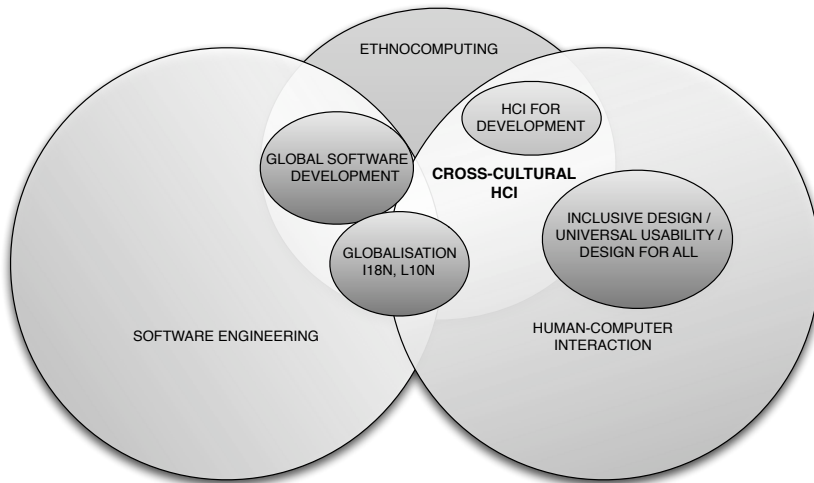 ETHNOCOMPUTING
HCI FOR
DEVELOPMENT
GLOBAL SOFTWARE
DEVELOPMENT
CROSS-CULTURAL
HCI
INCLUSIVE DESIGN /
UNIVERSAL USABILITY /
DESIGN FOR ALL
GLOBALISATION
I18N, L10N
SOFTWARE ENGINEERING
HUMAN-COMPUTER
INTERACTION